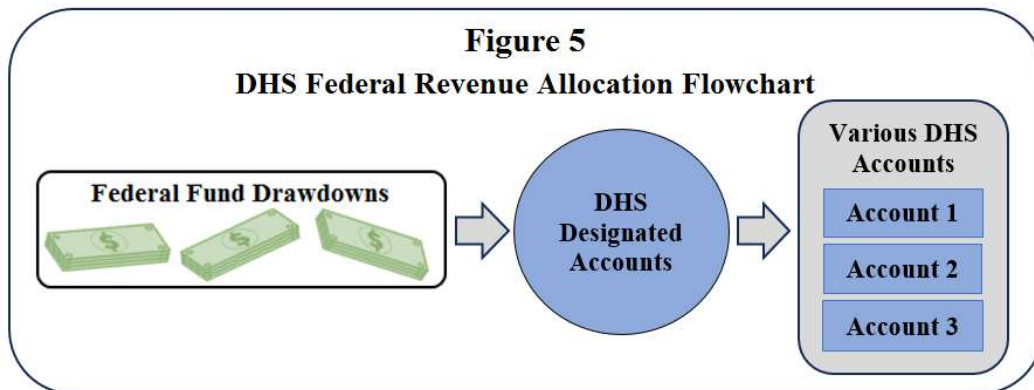 Figure 5
DHS Federal Revenue Allocation Flowchart
Federal Fund Drawdowns
$ $ $
DHS
Designated
Accounts
Various DHS
Accounts
Account 1
Account 2
Account 3